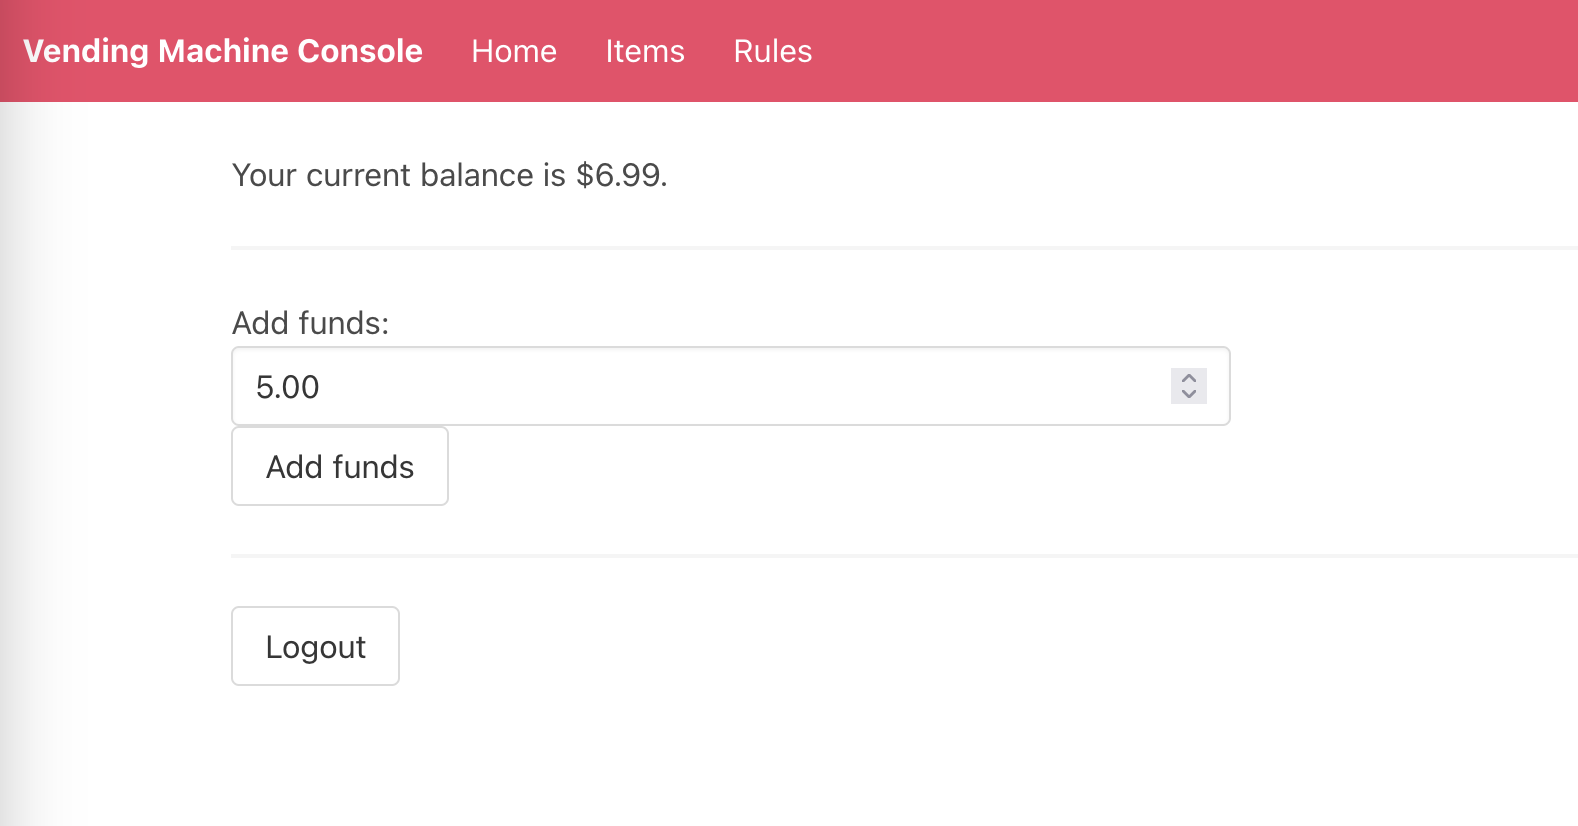 Vending Machine Console Home Items Rules
Your current balance is $6.99.
Add funds:
5.00
Add funds
Logout